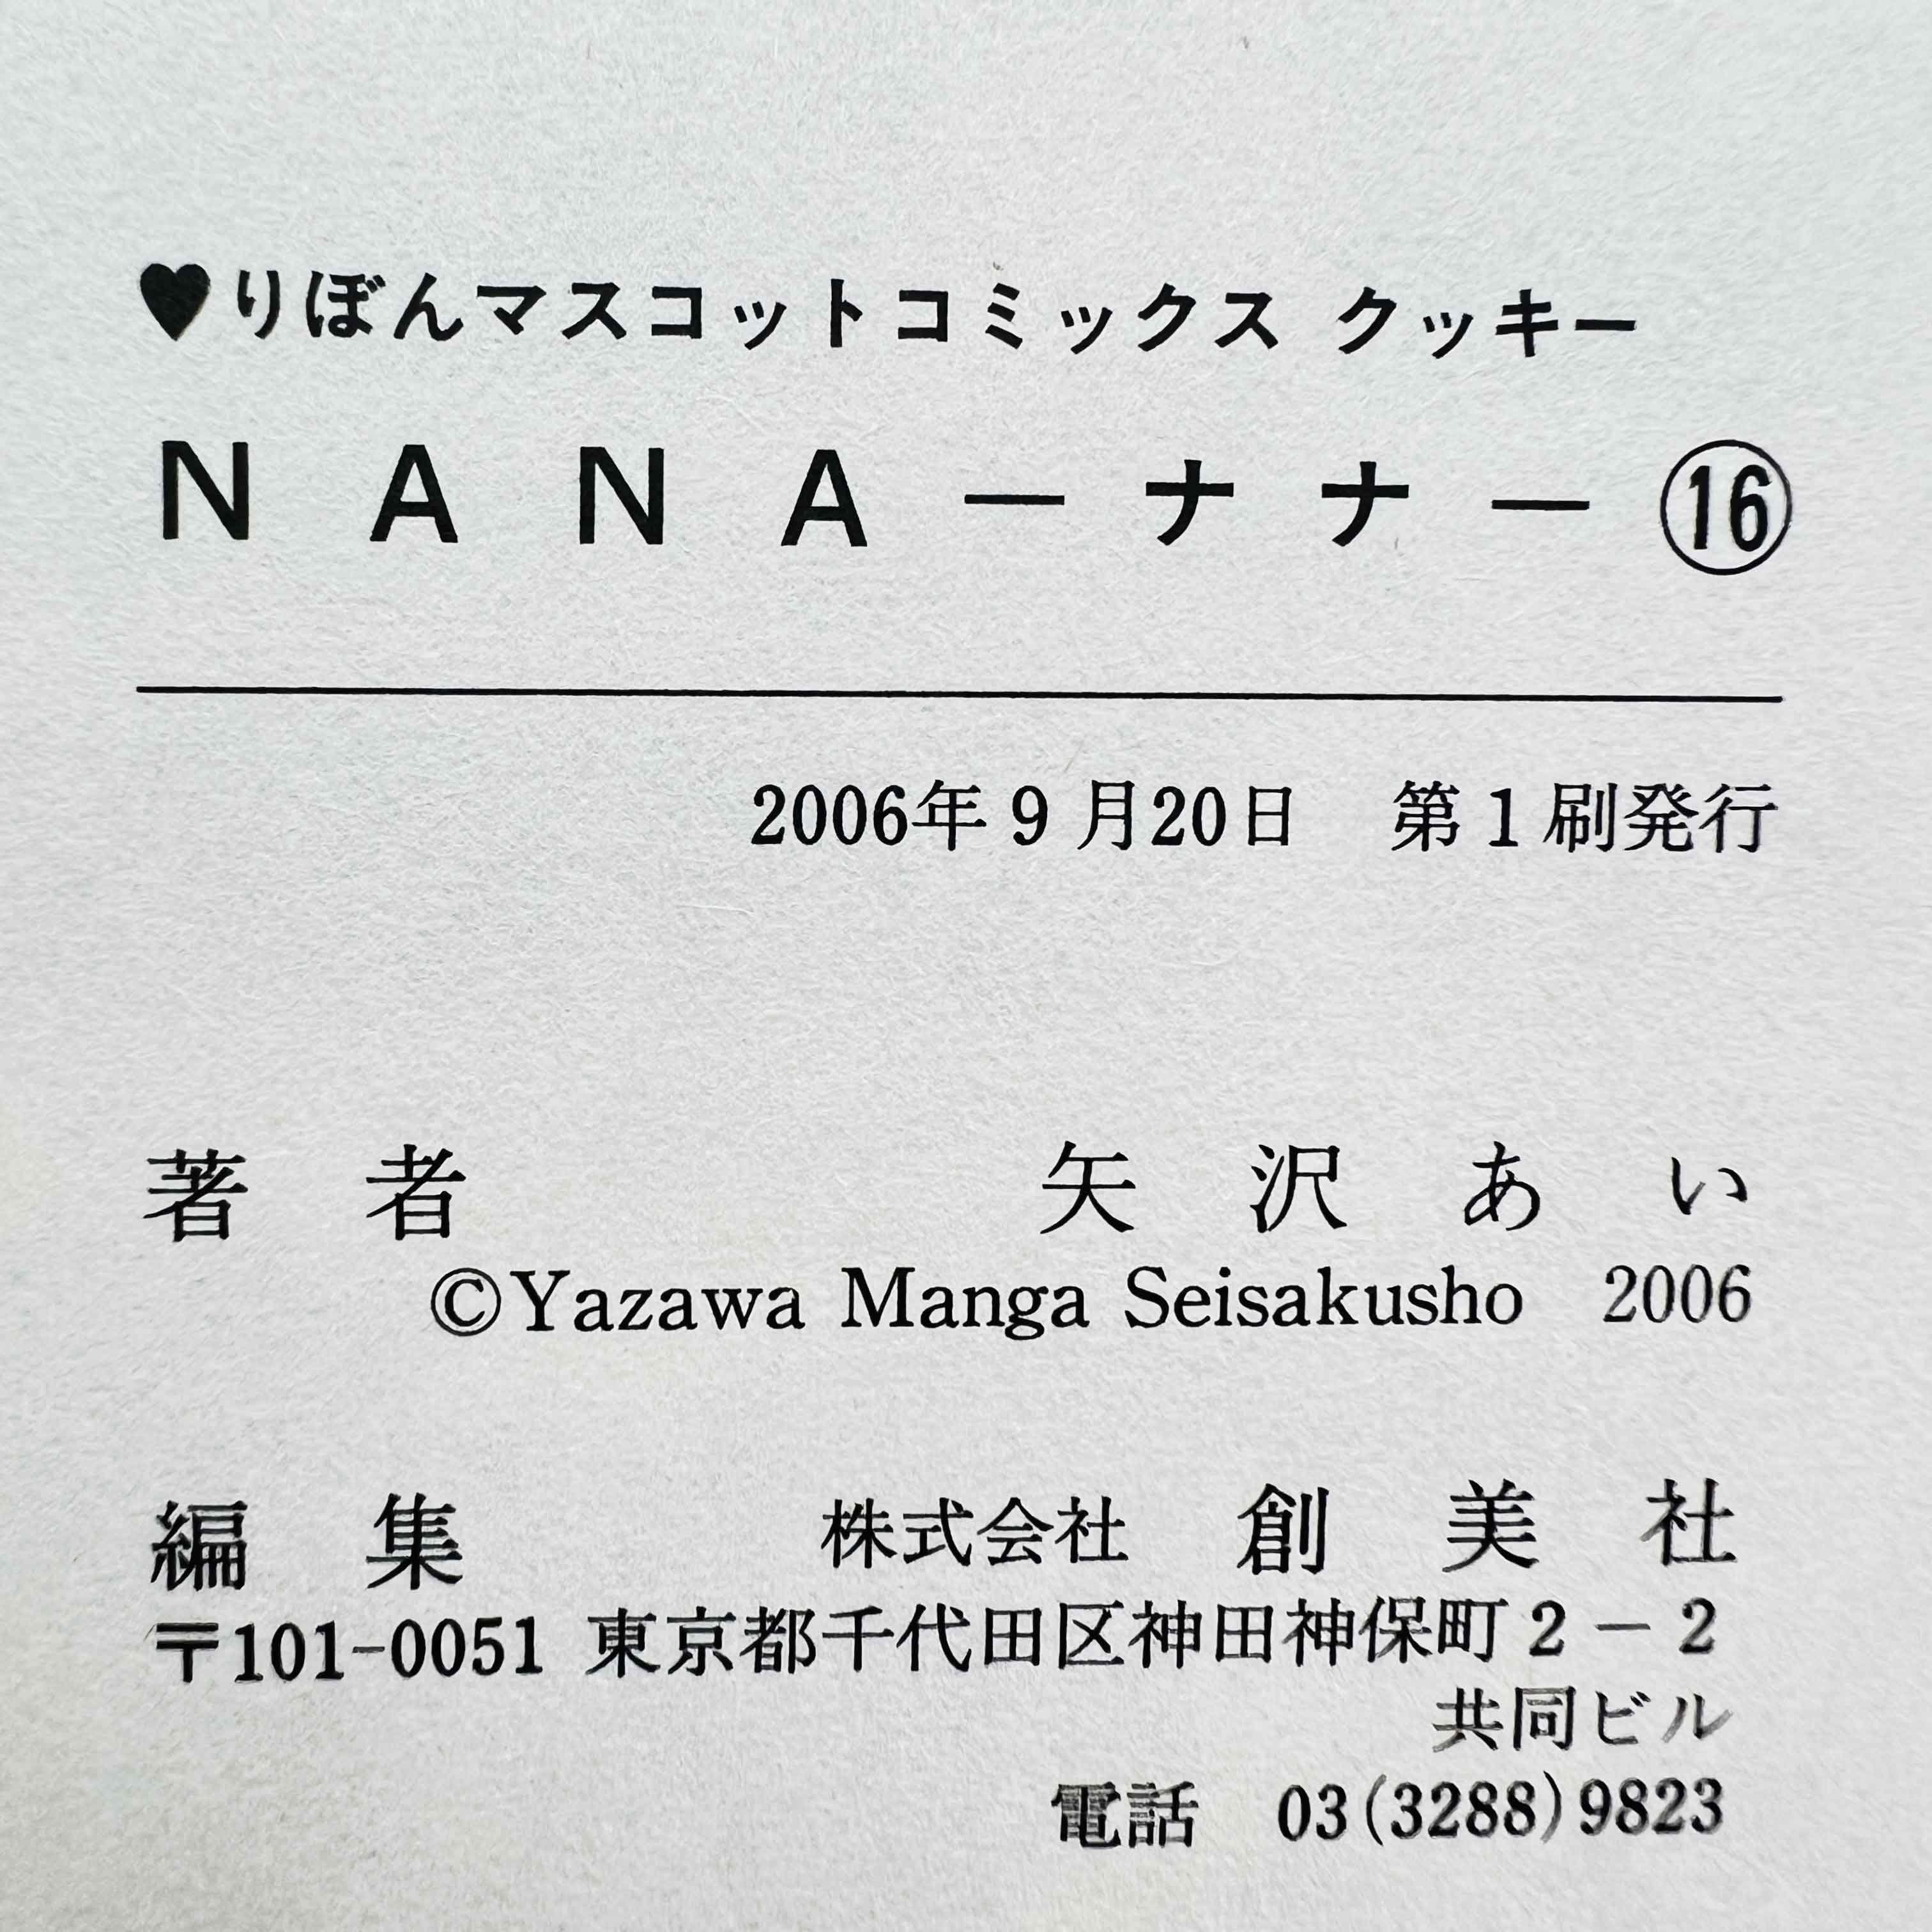 ♥りぼんマスコットコミックス クッキー
NANA―ナナ―⑯
2006年9月20日　第1刷発行
著者　矢沢あい
©Yazawa Manga Seisakusho 2006
編集　株式会社 創美社
〒101-0051 東京都千代田区神田神保町2－2
共同ビル
電話 03(3288)9823